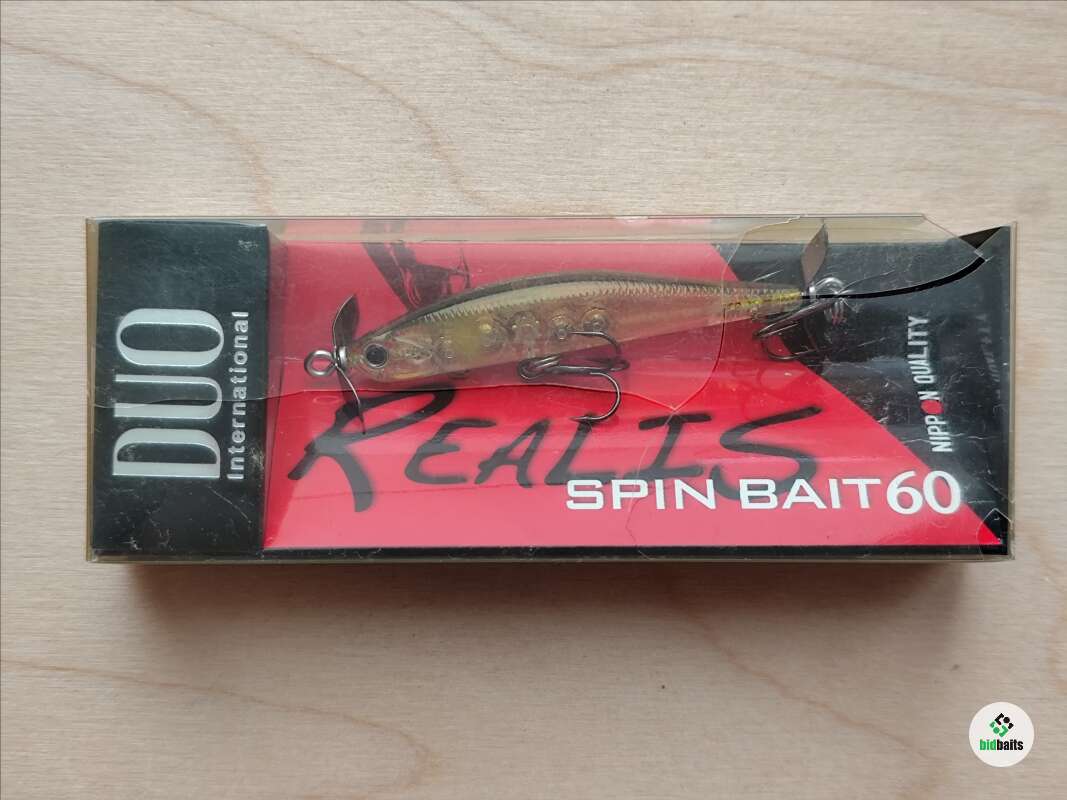 DUO
International
REALIS
SPIN BAIT 60
NIPPON QUALITY
bidbaits